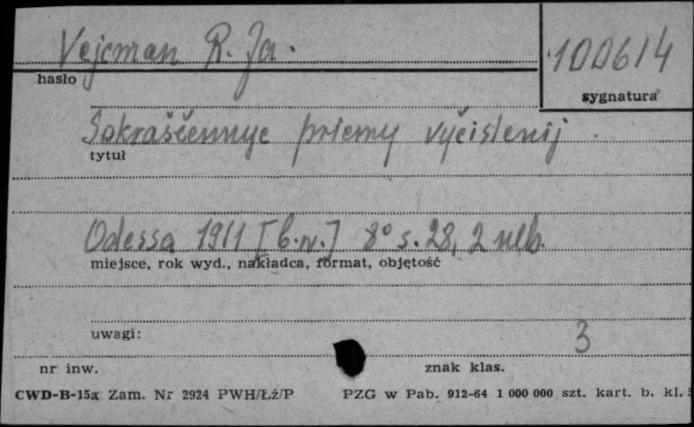 Vejcman R. Ja.
100614
hasło
sygnatura
Sokraščennyje priemy vyčislenij.
tytuł
Odessa 1911 [b.w.] 8° s. 28, 2 nlb.
miejsce, rok wyd., nakładca, format, objętość
uwagi:
3
nr inw.
znak klas.
CWD-B-15a Zam. Nr 2924 PWH/Łź/P PZG w Pab. 912-64 1 000 000 szt. kart. b. kl.